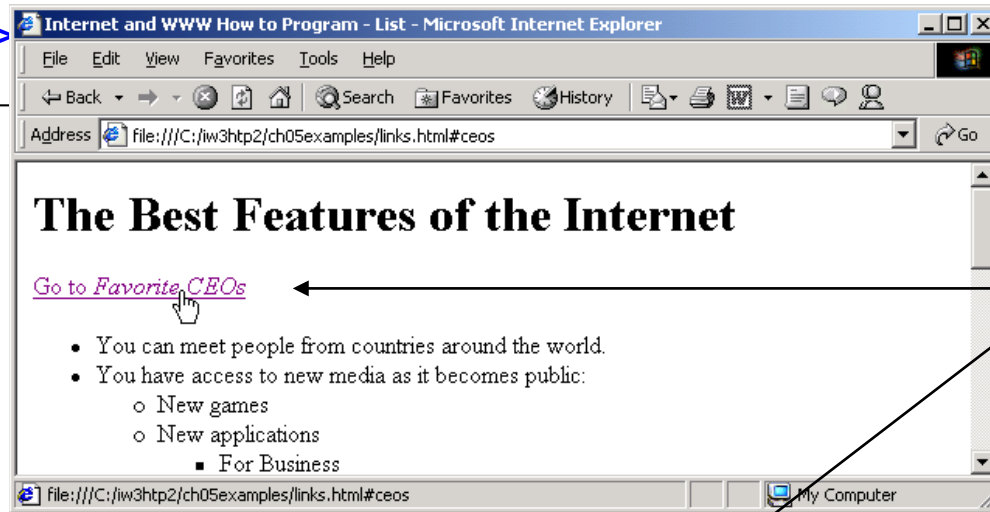 >
Internet and WWW How to Program - List - Microsoft Internet Explorer
File Edit View Favorites Tools Help
Back Search Favorites History
Address file:///C:/iw3htp2/ch05examples/links.html#ceos Go
The Best Features of the Internet
Go to Favorite CEOs
• You can meet people from countries around the world.
• You have access to new media as it becomes public:
o New games
o New applications
▪ For Business
file:///C:/iw3htp2/ch05examples/links.html#ceos My Computer